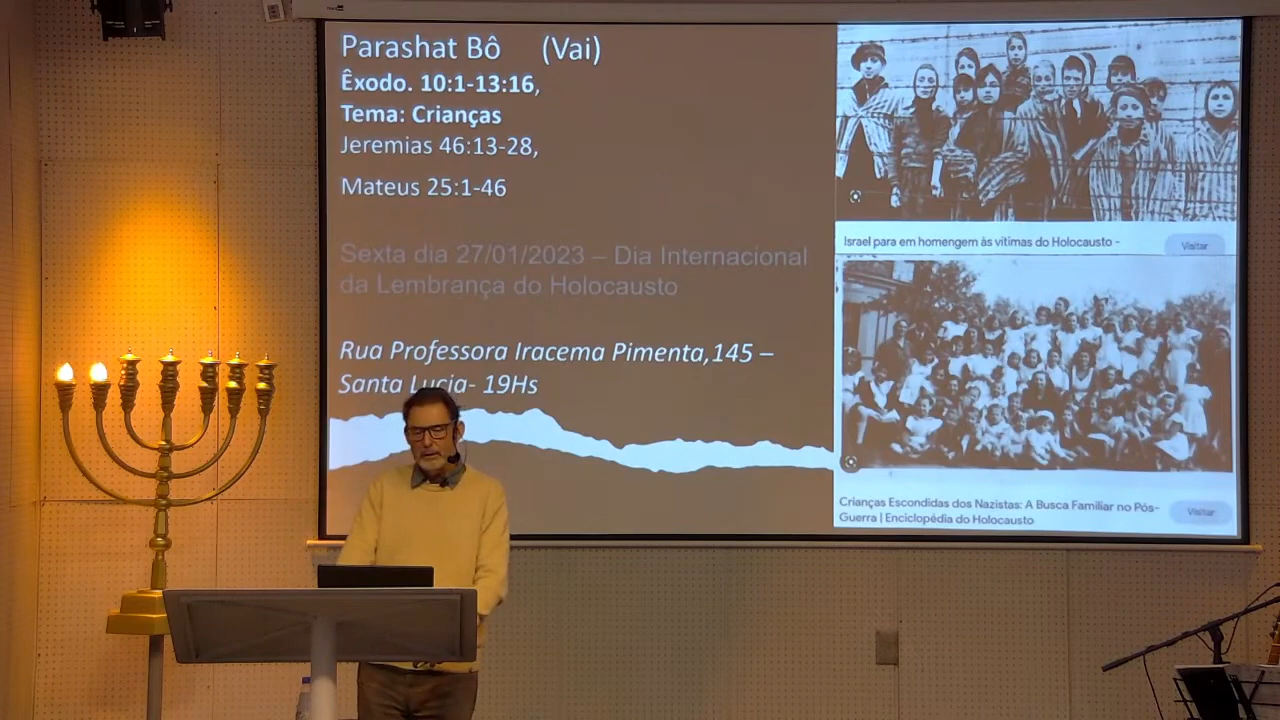 Parashat Bô (Vai)
Êxodo. 10:1-13:16,
Tema: Crianças
Jeremias 46:13-28,
Mateus 25:1-46
Sexta dia 27/01/2023 – Dia Internacional
da Lembrança do Holocausto
Rua Professora Iracema Pimenta,145 –
Santa Lucia- 19Hs
Israel para em homengem às vítimas do Holocausto -
Visitar
Crianças Escondidas dos Nazistas: A Busca Familiar no Pós-
Guerra | Enciclopédia do Holocausto
Visitar